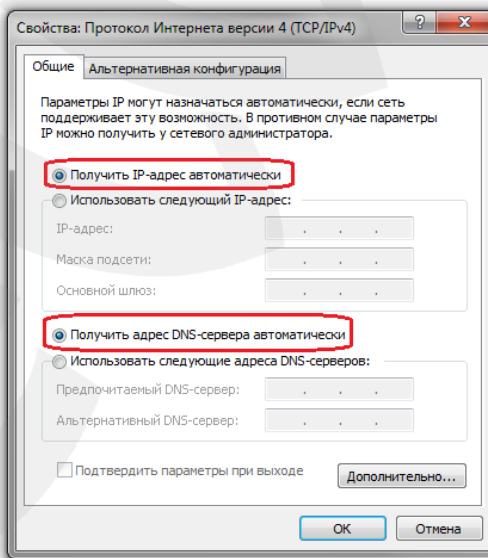 Свойства: Протокол Интернета версии 4 (TCP/IPv4)
Общие
Альтернативная конфигурация
Параметры IP могут назначаться автоматически, если сеть
поддерживает эту возможность. В противном случае параметры
IP можно получить у сетевого администратора.
Получить IP-адрес автоматически
Использовать следующий IP-адрес:
IP-адрес:
Маска подсети:
Основной шлюз:
Получить адрес DNS-сервера автоматически
Использовать следующие адреса DNS-серверов:
Предпочитаемый DNS-сервер:
Альтернативный DNS-сервер:
Подтвердить параметры при выходе
Дополнительно...
ОК
Отмена